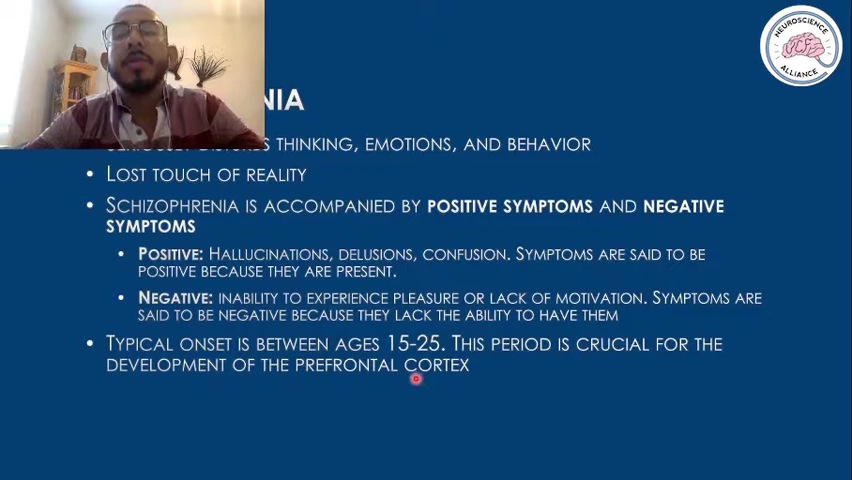 NEUROSCIENCE
UCF
ALLIANCE
NIA
THINKING, EMOTIONS, AND BEHAVIOR
• LOST TOUCH OF REALITY
• SCHIZOPHRENIA IS ACCOMPANIED BY POSITIVE SYMPTOMS AND NEGATIVE
SYMPTOMS
• POSITIVE: HALLUCINATIONS, DELUSIONS, CONFUSION. SYMPTOMS ARE SAID TO BE
POSITIVE BECAUSE THEY ARE PRESENT.
• NEGATIVE: INABILITY TO EXPERIENCE PLEASURE OR LACK OF MOTIVATION. SYMPTOMS ARE
SAID TO BE NEGATIVE BECAUSE THEY LACK THE ABILITY TO HAVE THEM
• TYPICAL ONSET IS BETWEEN AGES 15-25. THIS PERIOD IS CRUCIAL FOR THE
DEVELOPMENT OF THE PREFRONTAL CORTEX